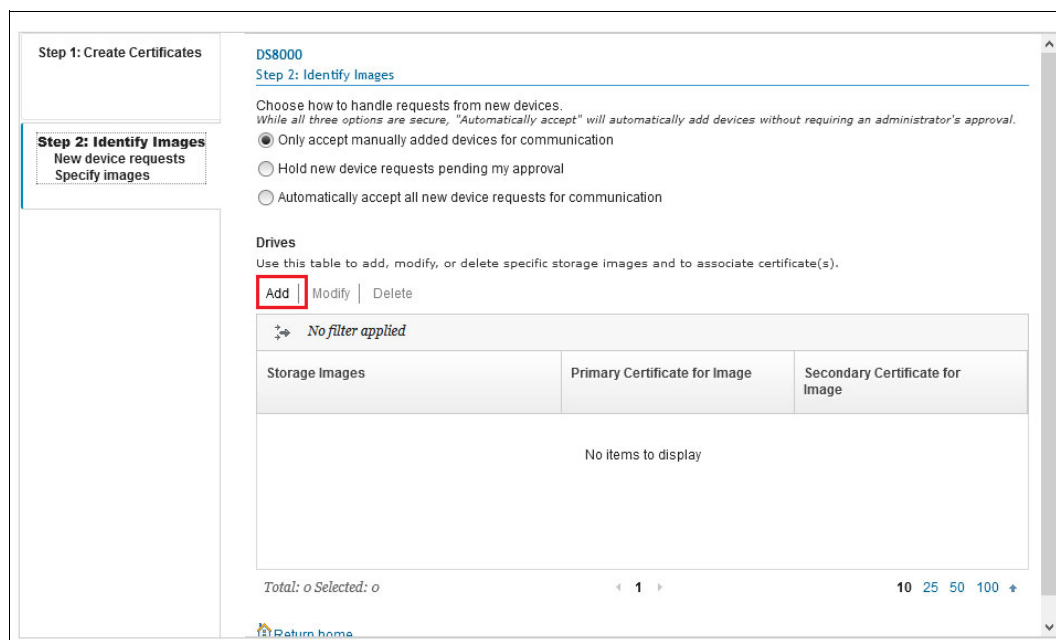 Step 1: Create Certificates
Step 2: Identify Images
New device requests
Specify images
DS8000
Step 2: Identify Images
Choose how to handle requests from new devices.
While all three options are secure, "Automatically accept" will automatically add devices without requiring an administrator's approval.
Only accept manually added devices for communication
Hold new device requests pending my approval
Automatically accept all new device requests for communication
Drives
Use this table to add, modify, or delete specific storage images and to associate certificate(s).
Add Modify Delete
No filter applied
Storage Images Primary Certificate for Image Secondary Certificate for
Image
No items to display
Total: 0 Selected: 0 1 10 25 50 100
Return home